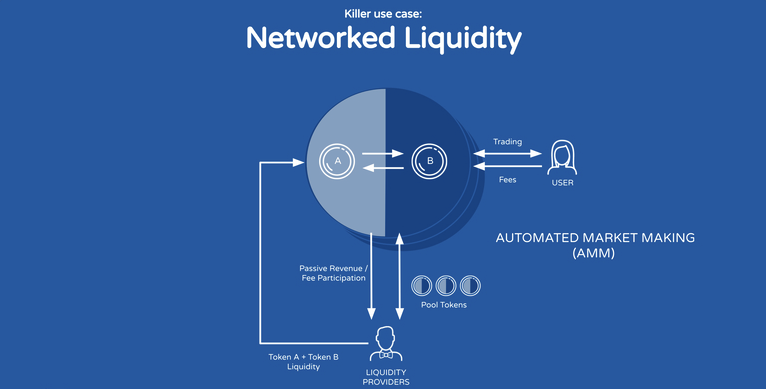 Killer use case:
Networked Liquidity
A
B
Trading
Fees
USER
AUTOMATED MARKET MAKING
(AMM)
Passive Revenue /
Fee Participation
Pool Tokens
Token A + Token B
Liquidity
LIQUIDITY
PROVIDERS